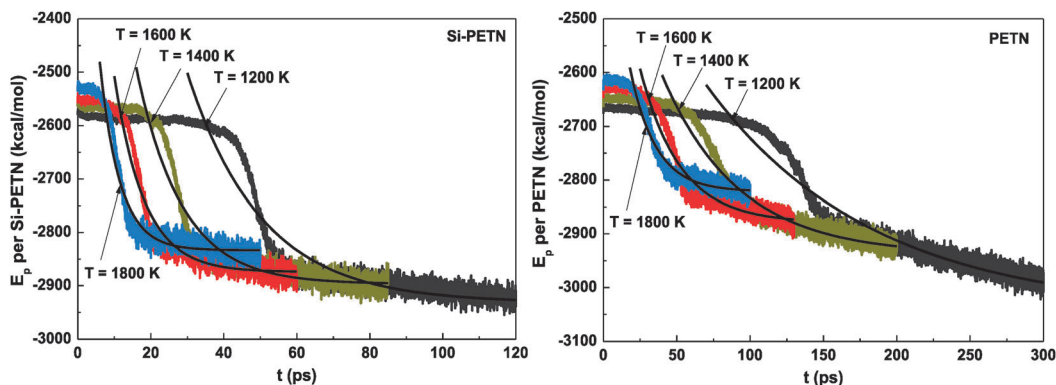 Si-PETN
T = 1600 K
T = 1400 K
T = 1200 K
T = 1800 K
-2400
-2500
-2600
-2700
-2800
-2900
-3000
0 20 40 60 80 100 120
E_p per Si-PETN (kcal/mol)
t (ps)
PETN
T = 1600 K
T = 1400 K
T = 1200 K
T = 1800 K
-2500
-2600
-2700
-2800
-2900
-3000
-3100
0 50 100 150 200 250 300
E_p per PETN (kcal/mol)
t (ps)